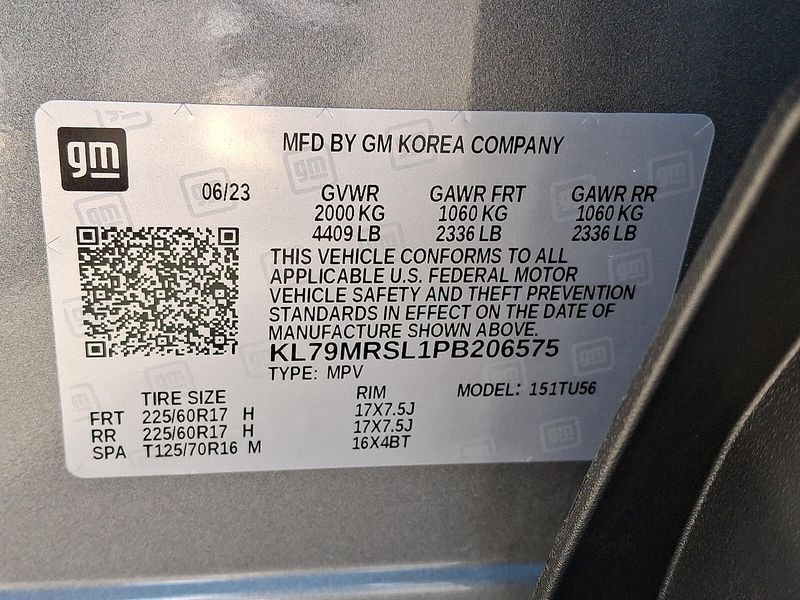 gm
MFD BY GM KOREA COMPANY
06/23 GVWR GAWR FRT GAWR RR
2000 KG 1060 KG 1060 KG
4409 LB 2336 LB 2336 LB
THIS VEHICLE CONFORMS TO ALL
APPLICABLE U.S. FEDERAL MOTOR
VEHICLE SAFETY AND THEFT PREVENTION
STANDARDS IN EFFECT ON THE DATE OF
MANUFACTURE SHOWN ABOVE.
KL79MRSL1PB206575
TYPE: MPV
TIRE SIZE RIM MODEL: 151TU56
FRT 225/60R17 H 17X7.5J
RR 225/60R17 H 17X7.5J
SPA T125/70R16 M 16X4BT